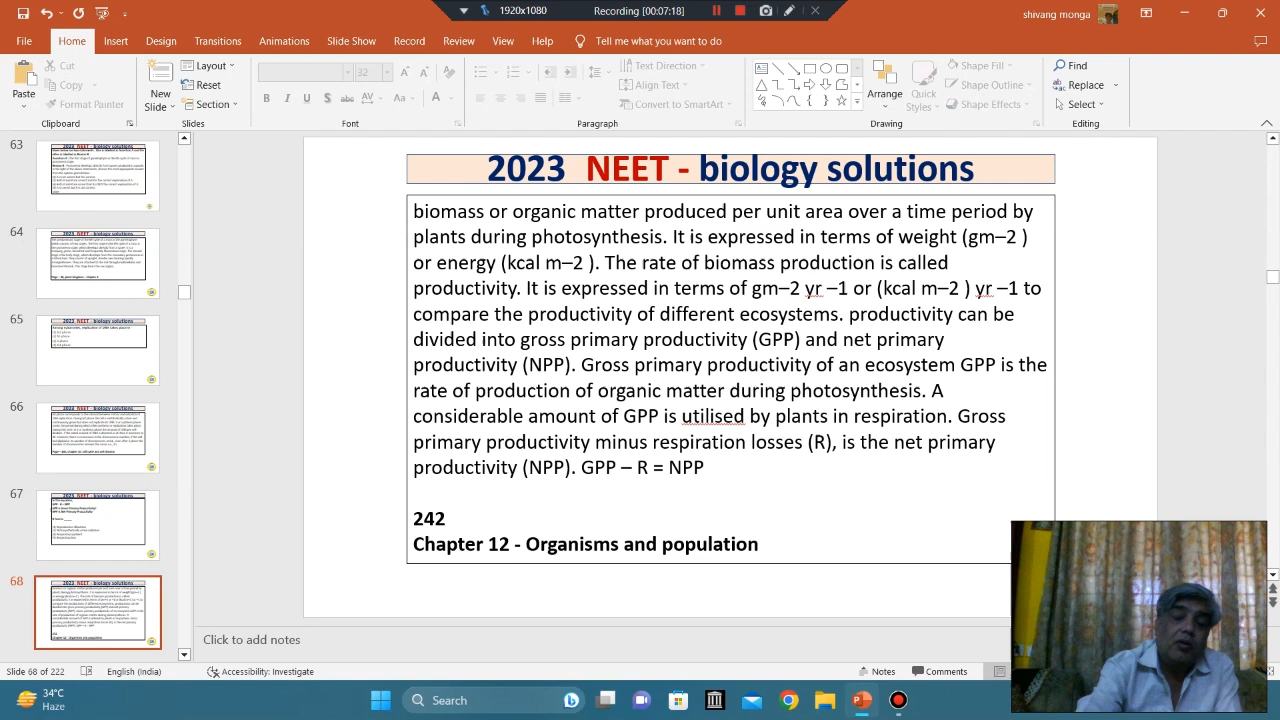 1920x1080
Recording [00:07:18]
shivang monga
File Home Insert Design Transitions Animations Slide Show Record Review View Help Tell me what you want to do
Cut
Copy
Format Painter
Paste
Clipboard
New Slide
Layout
Reset
Section
Slides
32
Font
Text Direction
Align Text
Convert to SmartArt
Paragraph
Arrange
Quick Styles
Shape Fill
Shape Outline
Shape Effects
Drawing
Find
Replace
Select
Editing
63
64
65
66
67
68
2023 NEET - biology solutions
biomass or organic matter produced per unit area over a time period by
plants during photosynthesis. It is expressed in terms of weight (gm–2 )
or energy (kcal m–2 ). The rate of biomass production is called
productivity. It is expressed in terms of gm–2 yr –1 or (kcal m–2 ) yr –1 to
compare the productivity of different ecosystems. productivity can be
divided into gross primary productivity (GPP) and net primary
productivity (NPP). Gross primary productivity of an ecosystem GPP is the
rate of production of organic matter during photosynthesis. A
considerable amount of GPP is utilised by plants in respiration. Gross
primary productivity minus respiration losses (R), is the net primary
productivity (NPP). GPP – R = NPP
242
Chapter 12 - Organisms and population
Click to add notes
Slide 68 of 222
English (India)
Accessibility: Investigate
Notes
Comments
34°C
Haze
Search